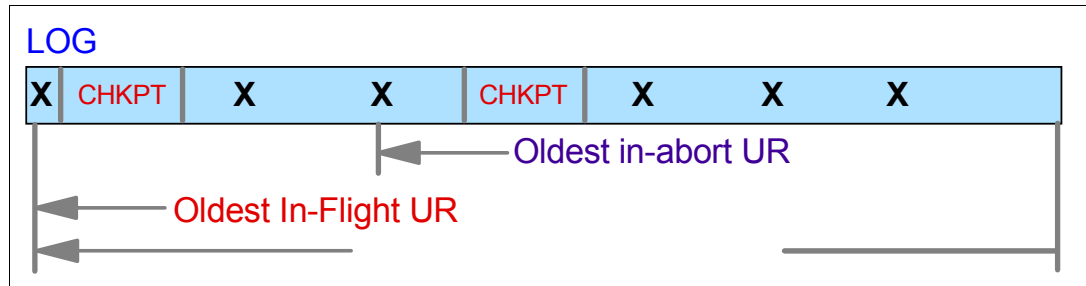 LOG
X CHKPT X X CHKPT X X X
Oldest in-abort UR
Oldest In-Flight UR